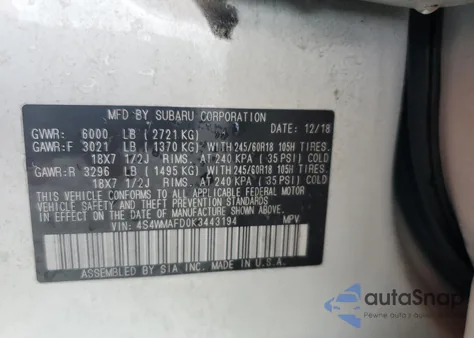 MFD BY SUBARU CORPORATION
DATE: 12/18
GVWR: 6000 LB (2721 KG)
GAWR:F 3021 LB (1370 KG) WITH 245/60R18 105H TIRES.
18X7 1/2J RIMS. AT 240 KPA (35 PSI) COLD
GAWR:R 3296 LB (1495 KG) WITH 245/60R18 105H TIRES.
18X7 1/2J RIMS. AT 240 KPA (35 PSI) COLD
THIS VEHICLE CONFORMS TO ALL APPLICABLE FEDERAL MOTOR
VEHICLE SAFETY AND THEFT PREVENTION STANDARDS
IN EFFECT ON THE DATE OF MANUFACTURE SHOWN ABOVE.
VIN: 4S4WMAFD0K3443194 MPV
ASSEMBLED BY SIA INC. MADE IN U.S.A.
autoSnap
Pewne auto z